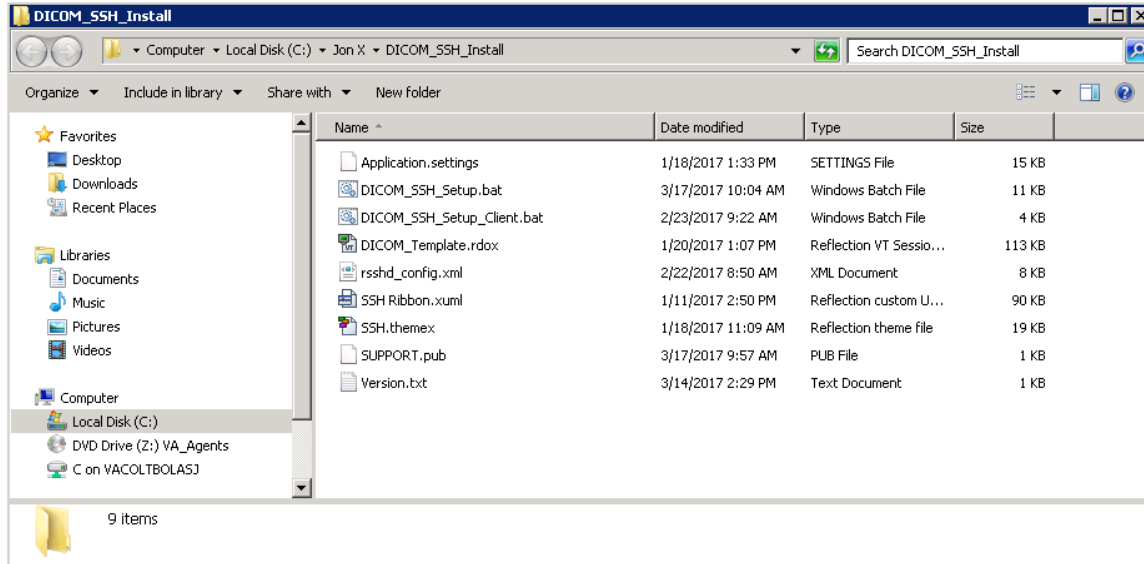 DICOM_SSH_Install
Computer Local Disk (C:) Jon X DICOM_SSH_Install Search DICOM_SSH_Install
Organize Include in library Share with New folder
Favorites
Desktop
Downloads
Recent Places
Libraries
Documents
Music
Pictures
Videos
Computer
Local Disk (C:)
DVD Drive (Z:) VA_Agents
C on VACOLTBOLASJ
Name Date modified Type Size
Application.settings 1/18/2017 1:33 PM SETTINGS File 15 KB
DICOM_SSH_Setup.bat 3/17/2017 10:04 AM Windows Batch File 11 KB
DICOM_SSH_Setup_Client.bat 2/23/2017 9:22 AM Windows Batch File 4 KB
DICOM_Template.rdox 1/20/2017 1:07 PM Reflection VT Sessio... 113 KB
rsshd_config.xml 2/22/2017 8:50 AM XML Document 8 KB
SSH Ribbon.xuml 1/11/2017 2:50 PM Reflection custom U... 90 KB
SSH.themex 1/18/2017 11:09 AM Reflection theme file 19 KB
SUPPORT.pub 3/17/2017 9:57 AM PUB File 1 KB
Version.txt 3/14/2017 2:29 PM Text Document 1 KB
9 items